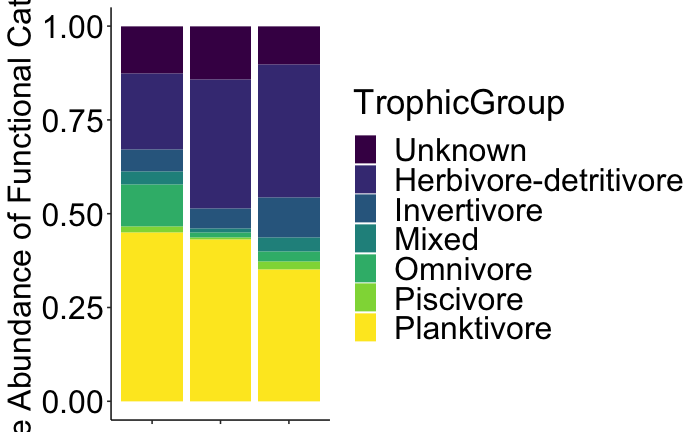 Abundance of Functional
1.00
0.75
0.50
0.25
0.00
TrophicGroup
Unknown
Herbivore-detritivore
Invertivore
Mixed
Omnivore
Piscivore
Planktivore